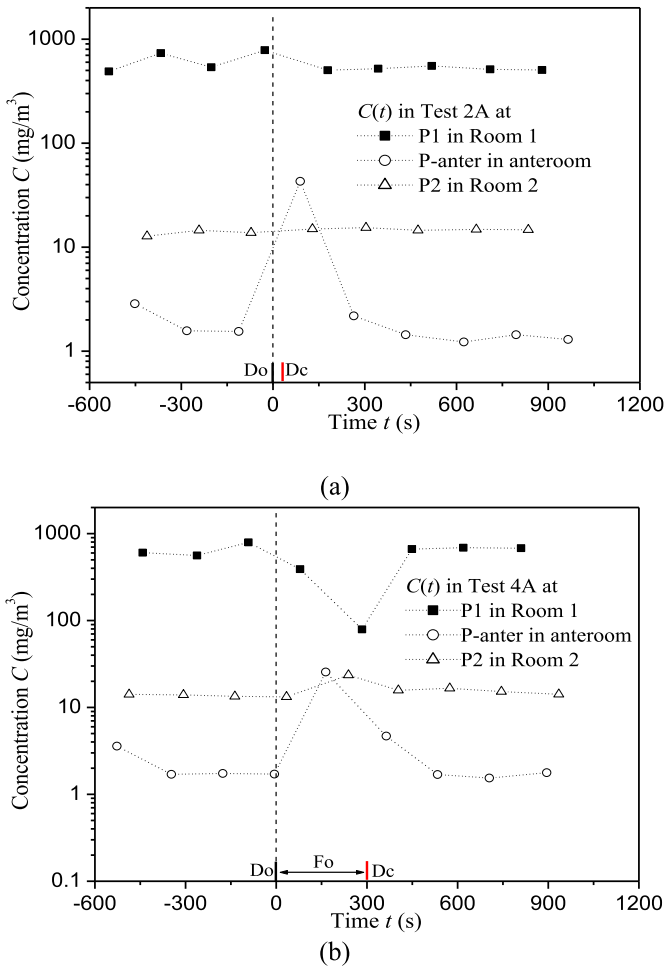 1000
100
10
1
Concentration C (mg/m³)
C(t) in Test 2A at
P1 in Room 1
P-anter in anteroom
P2 in Room 2
Do
Dc
-600 -300 0 300 600 900 1200
Time t (s)
(a)
1000
100
10
1
0.1
Concentration C (mg/m³)
C(t) in Test 4A at
P1 in Room 1
P-anter in anteroom
P2 in Room 2
Do
Fo
Dc
-600 -300 0 300 600 900 1200
Time t (s)
(b)